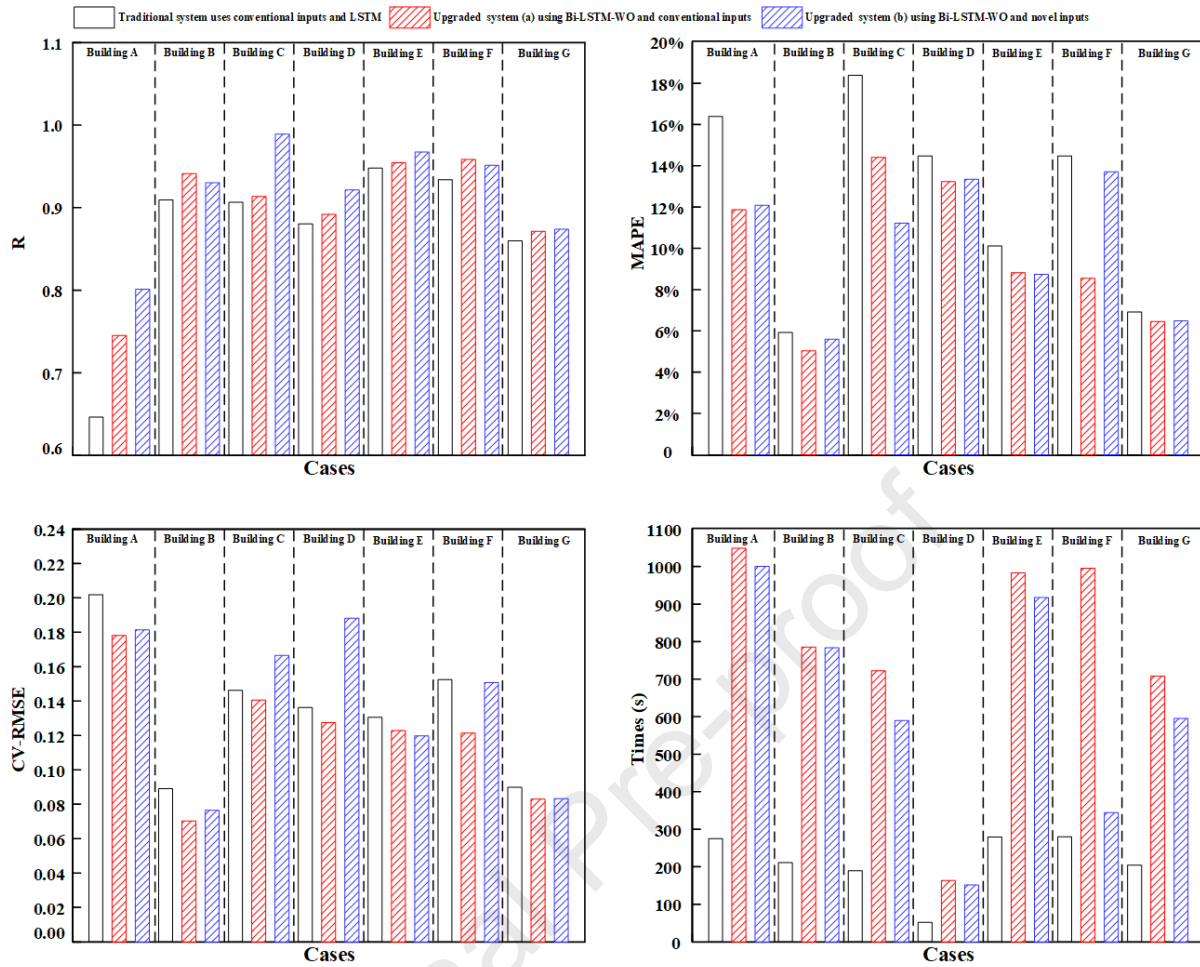 Traditional system uses conventional inputs and LSTM
Upgraded system (a) using Bi-LSTM-WO and conventional inputs
Upgraded system (b) using Bi-LSTM-WO and novel inputs
1.1
1.0
0.9
0.8
0.7
0.6
R
Building A
Building B
Building C
Building D
Building E
Building F
Building G
Cases
20%
18%
16%
14%
12%
10%
8%
6%
4%
2%
0
MAPE
Building A
Building B
Building C
Building D
Building E
Building F
Building G
Cases
0.24
0.22
0.20
0.18
0.16
0.14
0.12
0.10
0.08
0.06
0.04
0.02
0.00
CV-RMSE
Building A
Building B
Building C
Building D
Building E
Building F
Building G
Cases
1100
1000
900
800
700
600
500
400
300
200
100
0
Times (s)
Building A
Building B
Building C
Building D
Building E
Building F
Building G
Cases
al Pre-proof